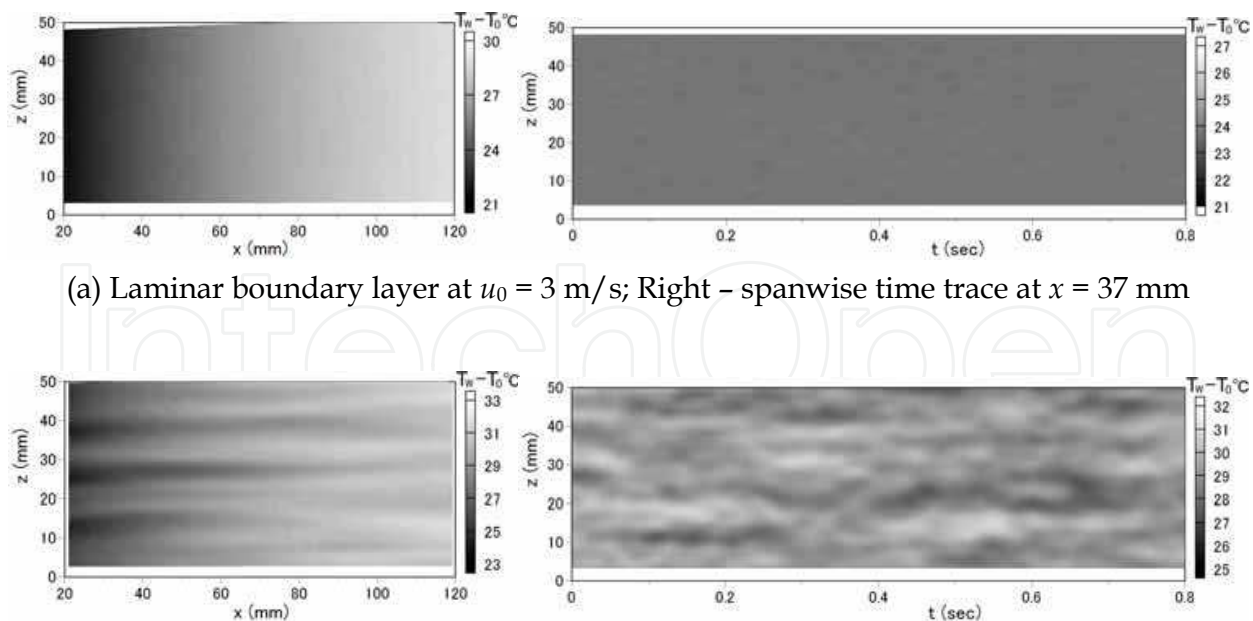 Tw−T0℃ Tw−T0℃
50 30 50 27
40 40 26
z (mm) 30 27 z (mm) 30 25
20 24 20 24
10 21 10 23
0 0 22
21
20 40 60 80 100 120 0 0.2 0.4 0.6 0.8
x (mm) t (sec)
(a) Laminar boundary layer at u0 = 3 m/s; Right – spanwise time trace at x = 37 mm
IntechOpen
Tw−T0℃ Tw−T0℃
50 33 50 32
40 31 40 31
z (mm) 30 29 z (mm) 30 30
20 27 20 29
10 25 10 28
0 23 0 27
26
25
20 40 60 80 100 120 0 0.2 0.4 0.6 0.8
x (mm) t (sec)